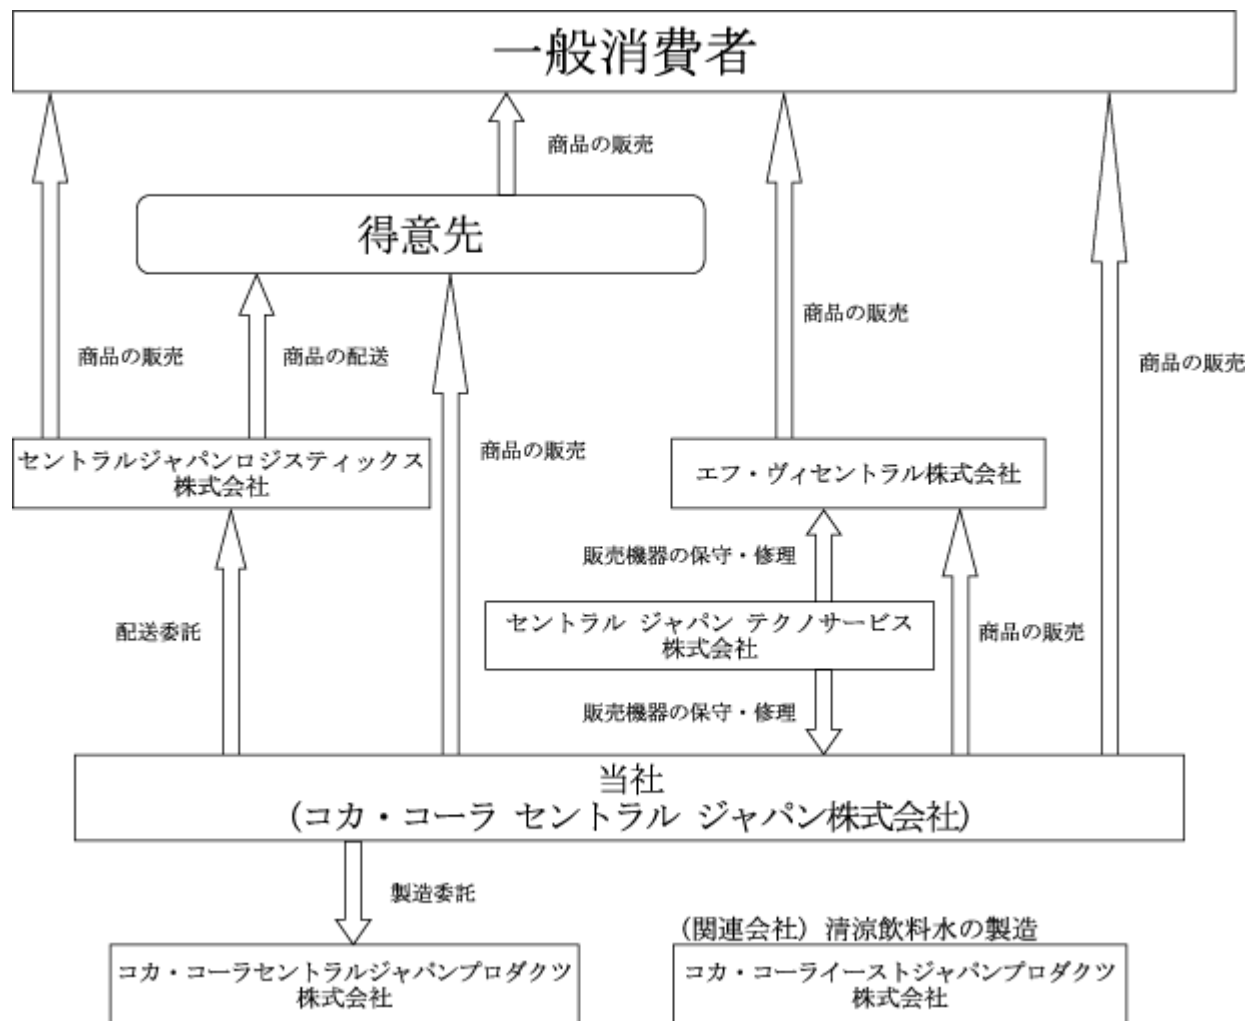 一般消費者
商品の販売
得意先
商品の販売
商品の販売
商品の配送
商品の販売
商品の販売
セントラルジャパンロジスティックス
株式会社
エフ・ヴィセントラル株式会社
販売機器の保守・修理
配送委託
セントラル ジャパン テクノサービス
株式会社
商品の販売
販売機器の保守・修理
当社
(コカ・コーラ セントラル ジャパン株式会社)
製造委託
(関連会社) 清涼飲料水の製造
コカ・コーラセントラルジャパンプロダクツ
株式会社
コカ・コーライーストジャパンプロダクツ
株式会社